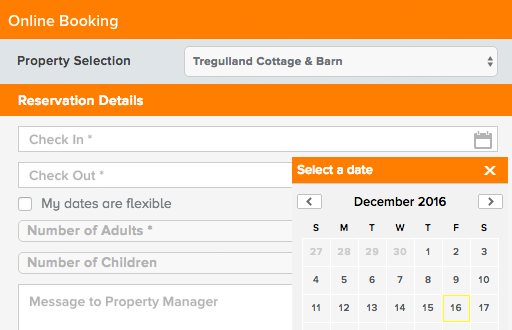 Online Booking
Property Selection
Tregulland Cottage & Barn
Reservation Details
Check In *
Check Out *
Select a date
My dates are flexible
December 2016
Number of Adults *
S M T W T F S
27 28 29 30 1 2 3
Number of Children
4 5 6 7 8 9 10
Message to Property Manager
11 12 13 14 15 16 17